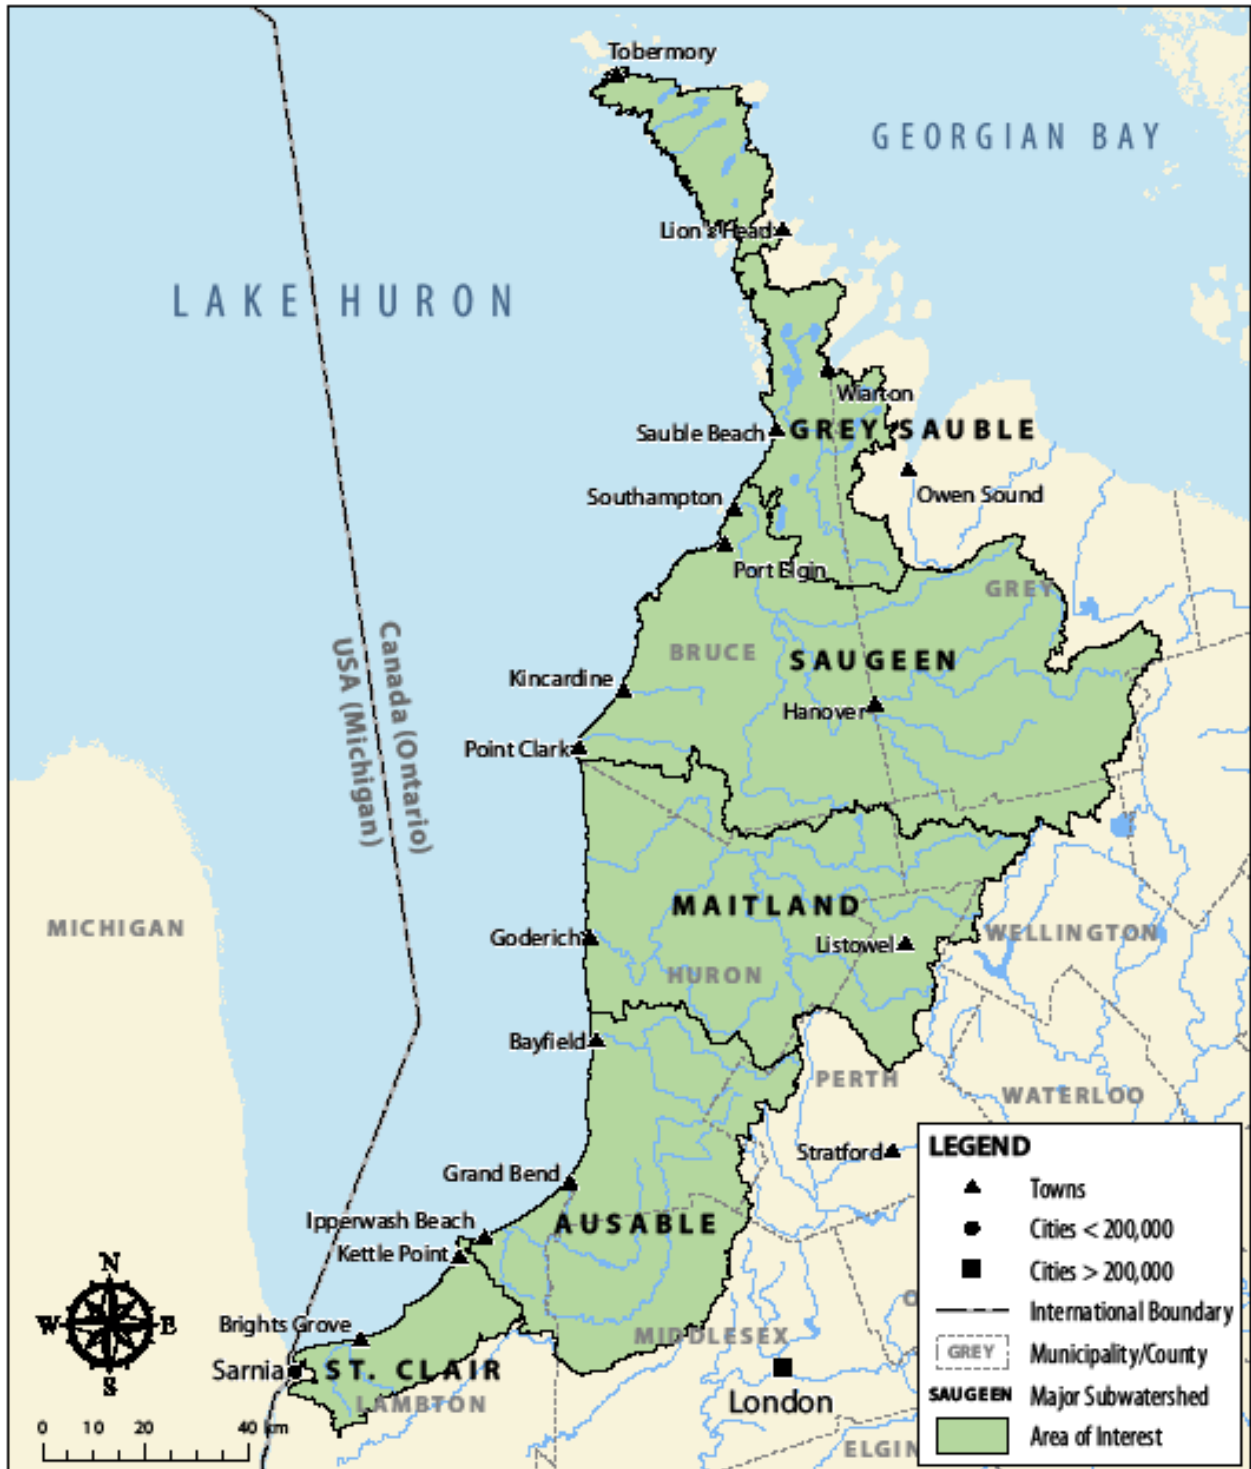 Tobermory
GEORGIAN BAY
Lion's Head
LAKE HURON
Wiarton
Sauble Beach
GREY SAUBLE
Owen Sound
Southampton
Port Elgin
GREY
BRUCE
SAUGEEN
Kincardine
Hanover
Point Clark
Canada (Ontario)
USA (Michigan)
MICHIGAN
MAITLAND
Goderich
Listowel
WELLINGTON
HURON
Bayfield
PERTH
WATERLOO
Stratford
Grand Bend
Ipperwash Beach
AUSABLE
Kettle Point
Brights Grove
MIDDLESEX
Sarnia
ST. CLAIR
LAMBTON
London
ELGIN
N
W E
S
0 10 20 40 km
LEGEND
Towns
Cities < 200,000
Cities > 200,000
International Boundary
GREY Municipality/County
SAUGEEN Major Subwatershed
Area of Interest